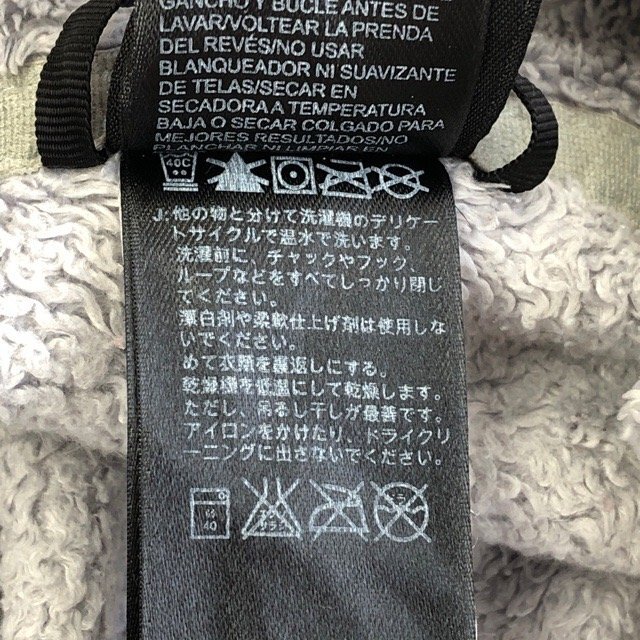 GANCHO Y BUCLE ANTES DE
LAVAR/VOLTEAR LA PRENDA
DEL REVÉS/NO USAR
BLANQUEADOR NI SUAVIZANTE
DE TELAS/SECAR EN
SECADORA A TEMPERATURA
BAJA O SECAR COLGADO PARA
MEJORES RESULTADOS/NO
PLANCHAR NI
40C
J:他の物と分けて洗濯機のデリケー
トサイクルで温水で洗います。
洗濯前に、チャックやフック、
ループなどをすべてしっかり閉じ
てください。
漂白剤や柔軟仕上げ剤は使用しな
いでください。
めて衣類を裏返しにする。
乾燥機を低温にして乾燥します。
ただし、あるし干しが最善です。
アイロンをかけたり、ドライクリ
ーニングに出さないでください。
40
エンソ